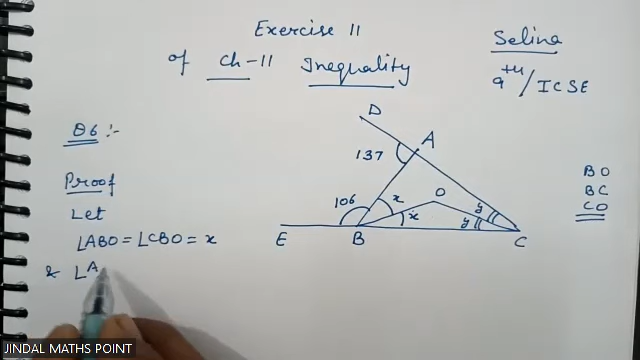 Exercise 11
of Ch-11 Inequality
Selina
9th/ICSE
Q6:-
Proof
Let
∠ABO = ∠CBO = x
& ∠A
D
A
137
106
x
x
O
y
y
E
B
C
BO
BC
CO
JINDAL MATHS POINT